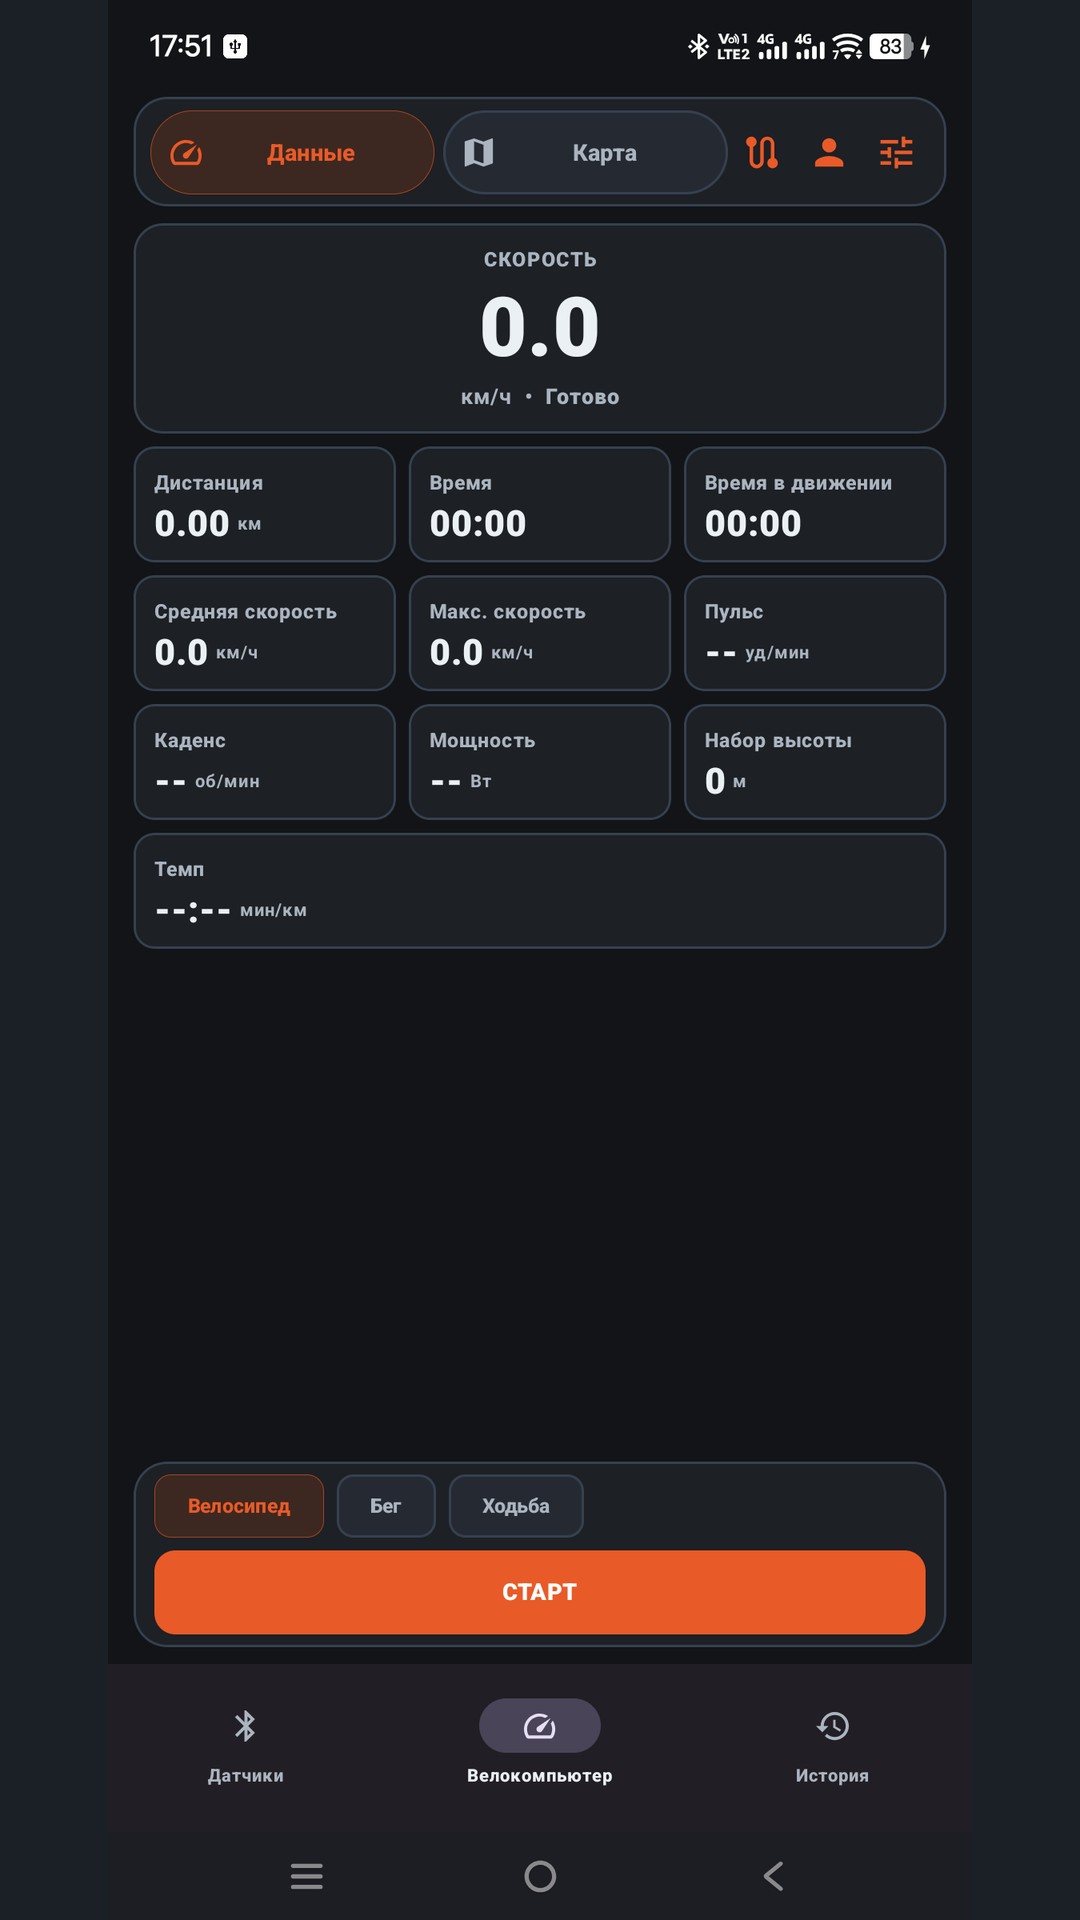 17:51
Vo)) 1 LTE2 4G 4G 7 83
Данные
Карта
СКОРОСТЬ
0.0
км/ч • Готово
Дистанция
0.00 км
Время
00:00
Время в движении
00:00
Средняя скорость
0.0 км/ч
Макс. скорость
0.0 км/ч
Пульс
-- уд/мин
Каденс
-- об/мин
Мощность
-- Вт
Набор высоты
0 м
Темп
--:-- мин/км
Велосипед
Бег
Ходьба
СТАРТ
Датчики
Велокомпьютер
История